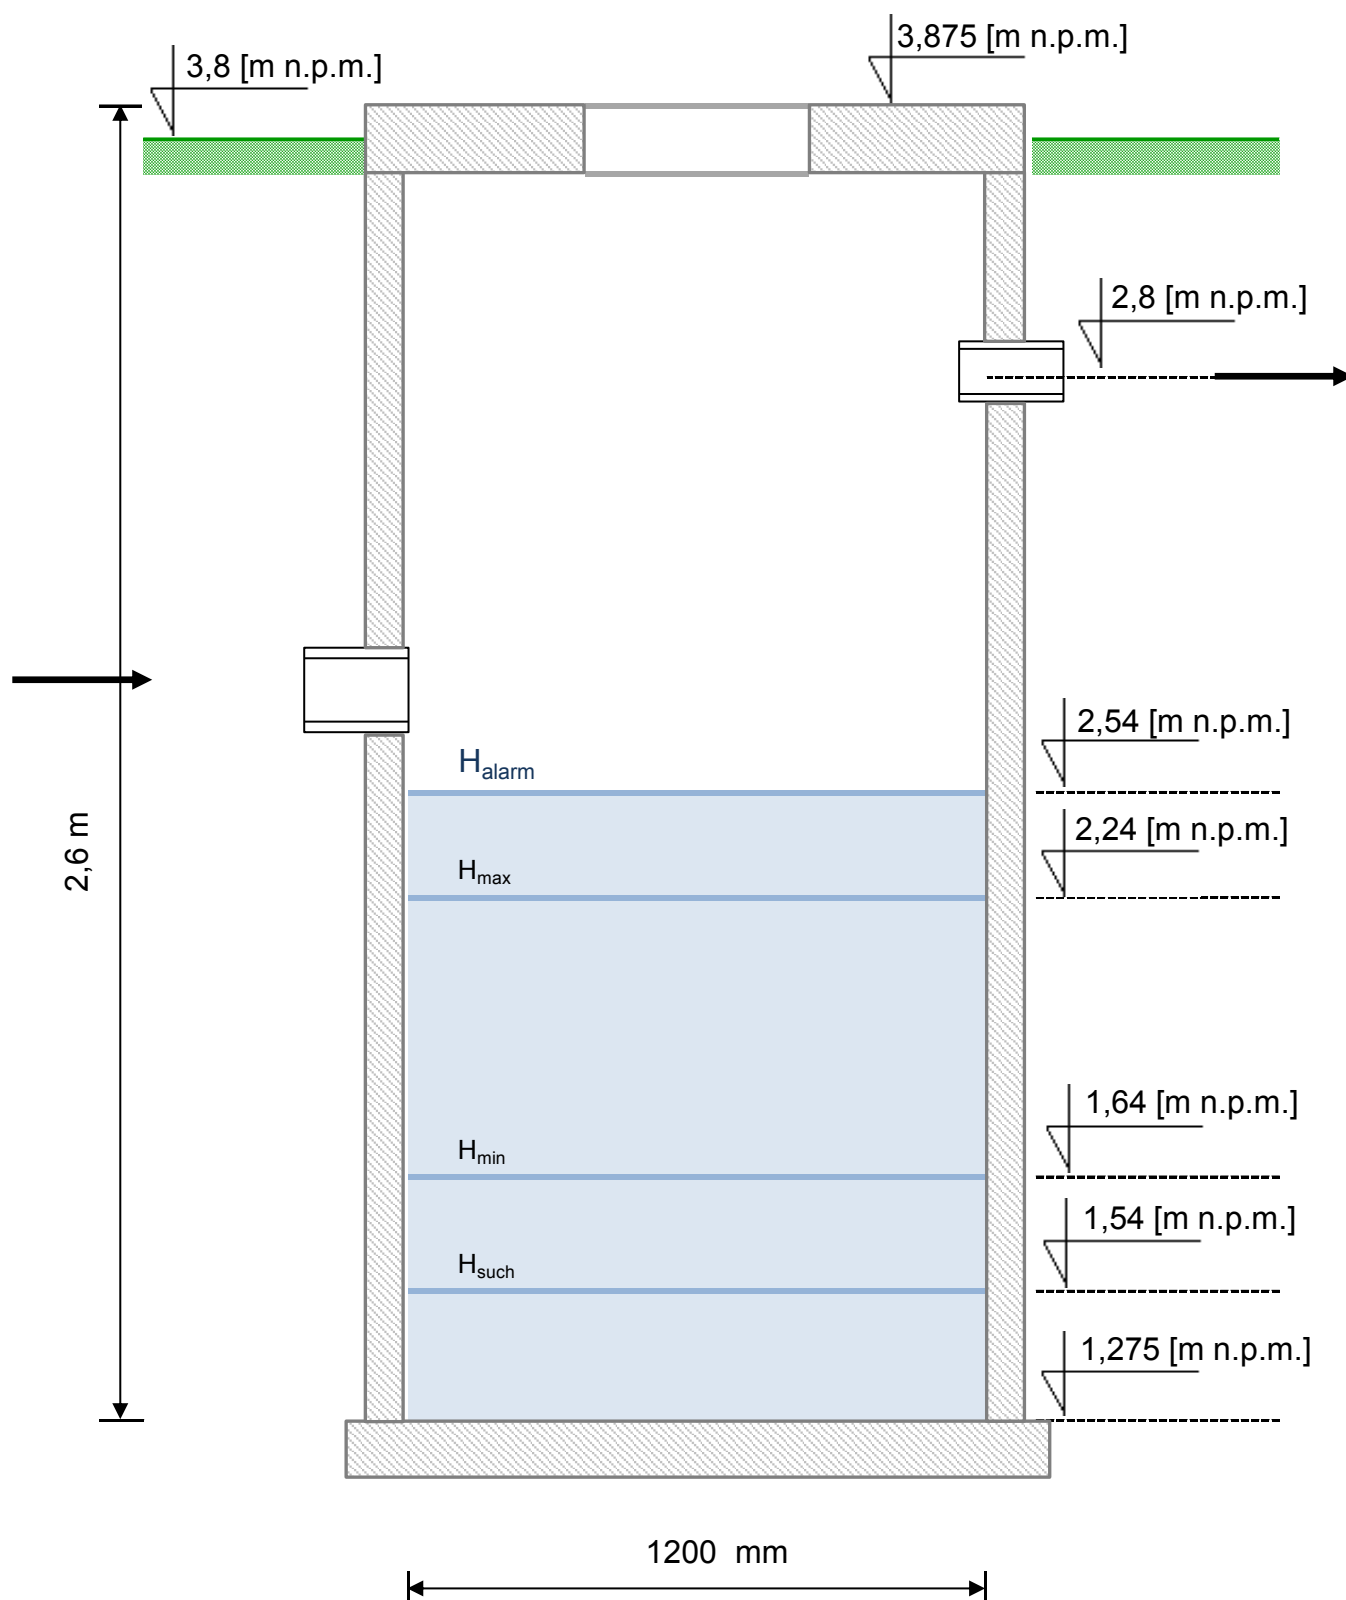 3,875 [m n.p.m.]
3,8 [m n.p.m.]
2,8 [m n.p.m.]
2,54 [m n.p.m.]
Halarm
2,24 [m n.p.m.]
2,6 m
Hmax
1,64 [m n.p.m.]
Hmin
1,54 [m n.p.m.]
Hsuch
1,275 [m n.p.m.]
1200 mm